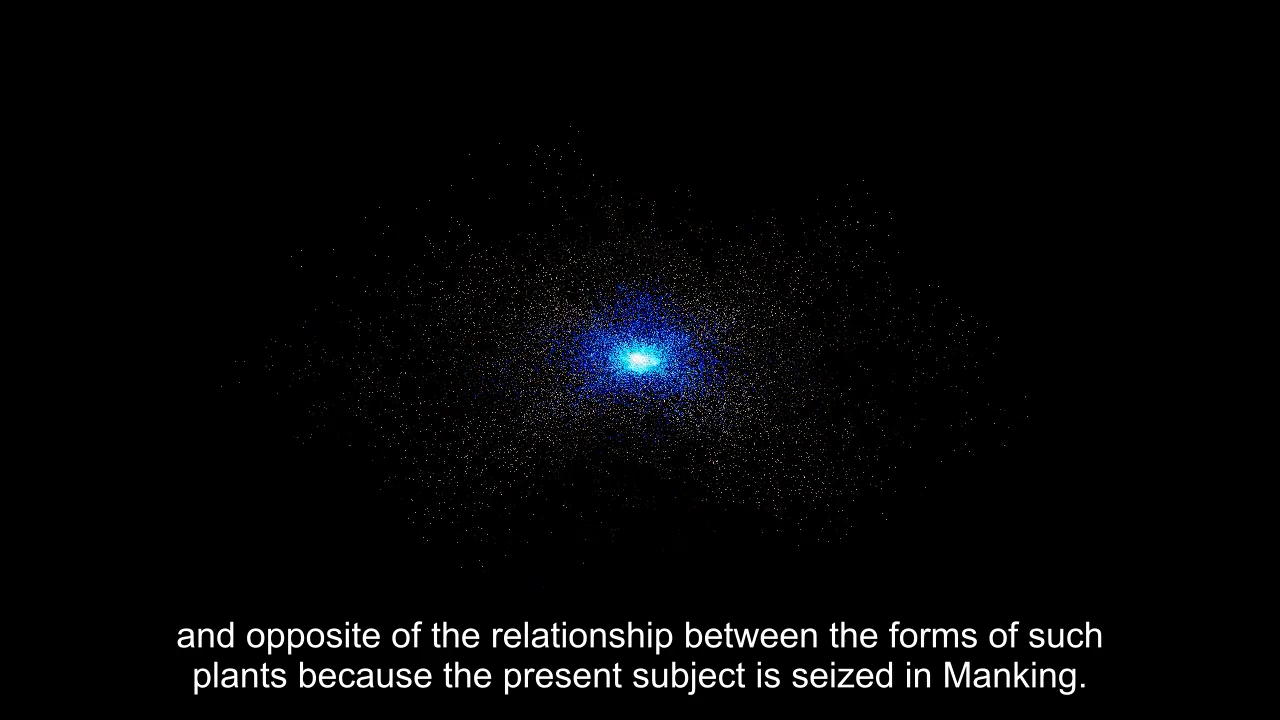 and opposite of the relationship between the forms of such
plants because the present subject is seized in Manking.